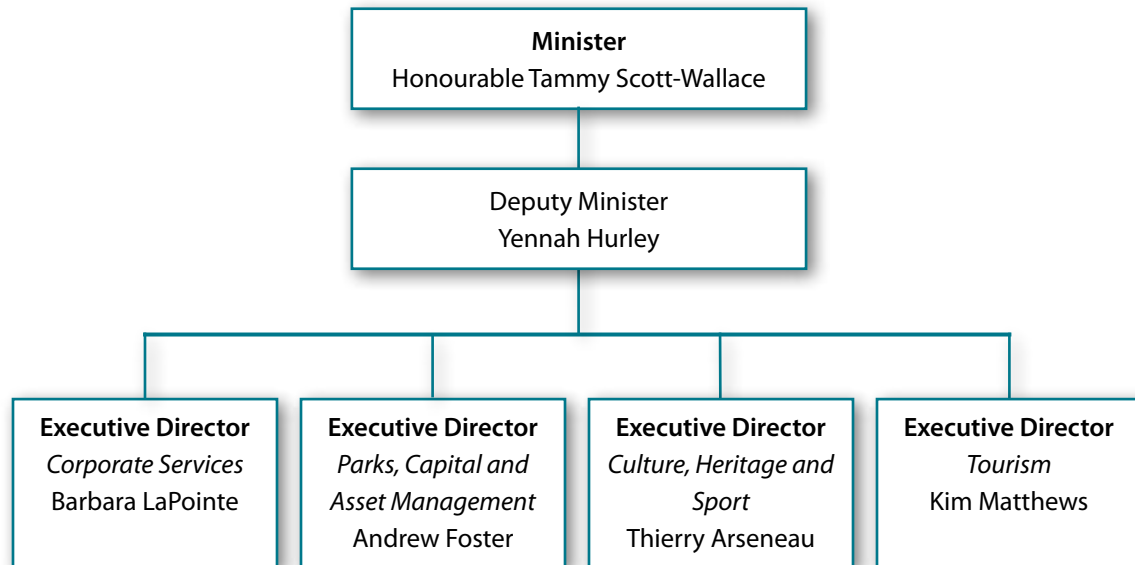 Minister
Honourable Tammy Scott-Wallace
Deputy Minister
Yennah Hurley
Executive Director
Corporate Services
Barbara LaPointe
Executive Director
Parks, Capital and
Asset Management
Andrew Foster
Executive Director
Culture, Heritage and
Sport
Thierry Arseneau
Executive Director
Tourism
Kim Matthews